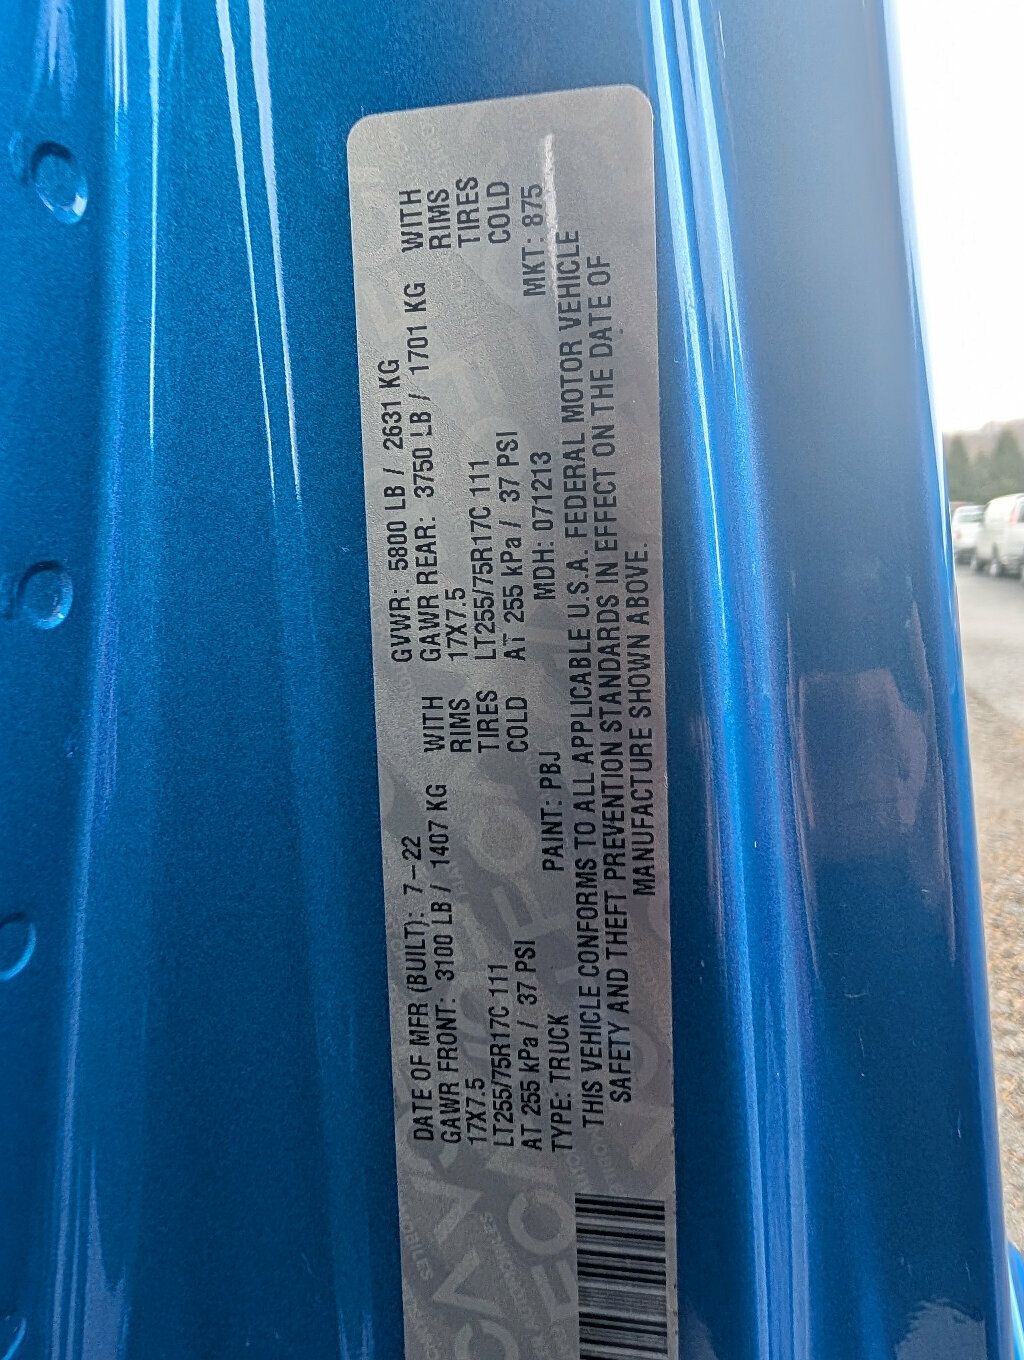 DATE OF MFR (BUILT): 7-22 GVWR: 5800 LB / 2631 KG
GAWR FRONT: 3100 LB / 1407 KG WITH GAWR REAR: 3750 LB / 1701 KG WITH
17X7.5 RIMS 17X7.5 RIMS
LT255/75R17C 111 TIRES LT255/75R17C 111 TIRES
AT 255 kPa / 37 PSI COLD AT 255 kPa / 37 PSI COLD
TYPE: TRUCK PAINT: PBJ MDH: 071213 MKT: 875
THIS VEHICLE CONFORMS TO ALL APPLICABLE U.S.A. FEDERAL MOTOR VEHICLE
SAFETY AND THEFT PREVENTION STANDARDS IN EFFECT ON THE DATE OF
MANUFACTURE SHOWN ABOVE.